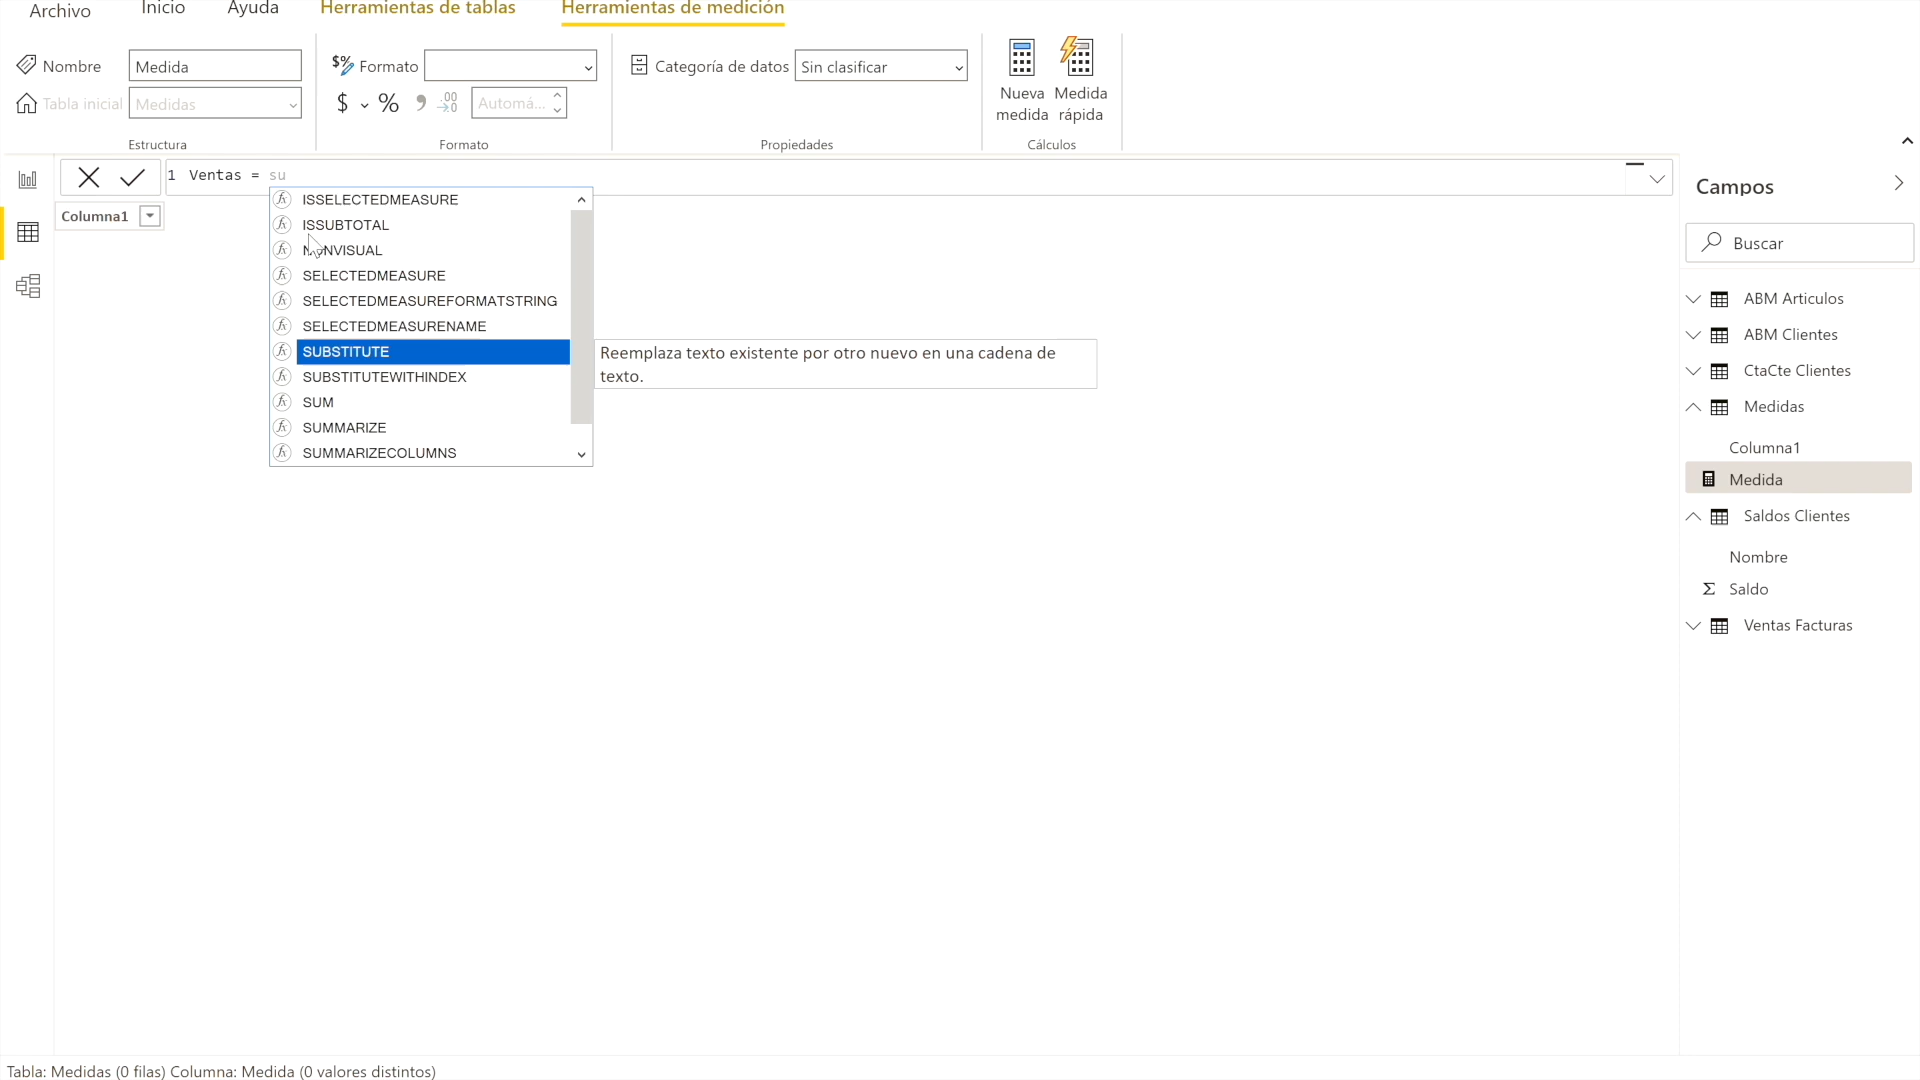 Archivo Inicio Ayuda Herramientas de tablas Herramientas de medición
Nombre Medida
Tabla inicial Medidas
Estructura
$% Formato
$ % 9 .00 →.0 Automá...
Formato
Categoría de datos Sin clasificar
Propiedades
Nueva medida
Medida rápida
Cálculos
1 Ventas = su
Columna1
ISSELECTEDMEASURE
ISSUBTOTAL
NONVISUAL
SELECTEDMEASURE
SELECTEDMEASUREFORMATSTRING
SELECTEDMEASURENAME
SUBSTITUTE
SUBSTITUTEWITHINDEX
SUM
SUMMARIZE
SUMMARIZECOLUMNS
Reemplaza texto existente por otro nuevo en una cadena de
texto.
Campos
Buscar
ABM Articulos
ABM Clientes
CtaCte Clientes
Medidas
Columna1
Medida
Saldos Clientes
Nombre
Σ Saldo
Ventas Facturas
Tabla: Medidas (0 filas) Columna: Medida (0 valores distintos)